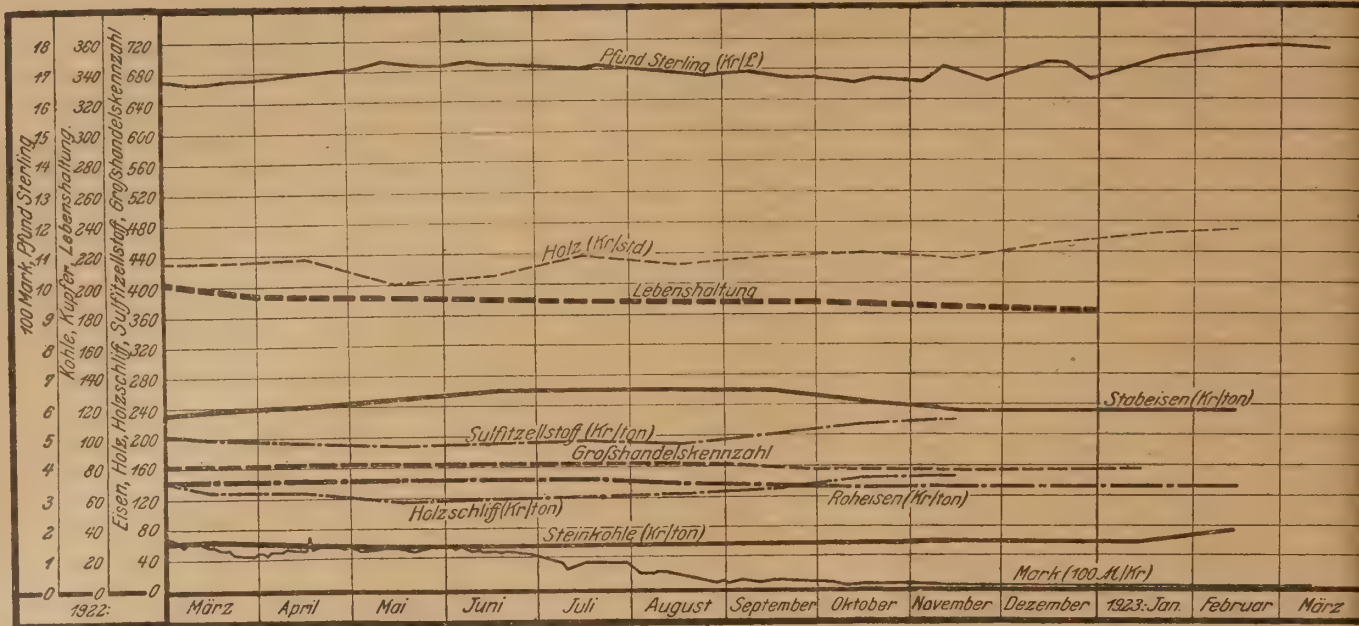 100 Mark, Pfund Sterling
Kohle, Kupfer, Lebenshaltung.
Eisen, Holz, Holzschliff, Sulfitzellstoff, Großhandelskennzahl
18 360 720
17 340 680
16 320 640
15 300 600
14 280 560
13 260 520
12 240 480
11 220 440
10 200 400
9 180 360
8 160 320
7 140 280
6 120 240
5 100 200
4 80 160
3 60 120
2 40 80
1 20 40
0 0 0
Pfund Sterling (Kr/£)
Holz (Kr/std)
Lebenshaltung
Stabeisen (Kr/ton)
Sulfitzellstoff (Kr/ton)
Großhandelskennzahl
Roheisen (Kr/ton)
Holzschliff (Kr/ton)
Steinkohle (Kr/ton)
Mark (100 M/Kr)
1922: März April Mai Juni Juli August September Oktober November Dezember 1923: Jan. Februar März